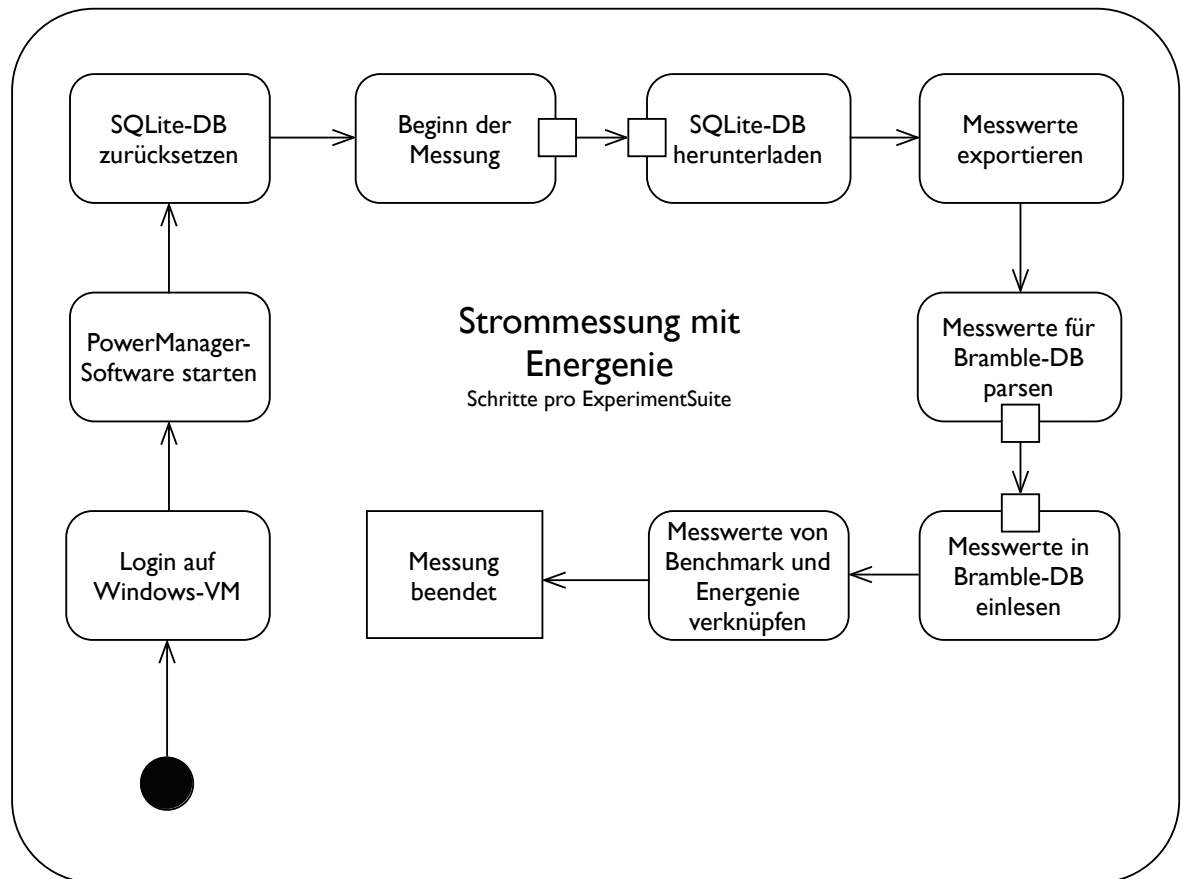 SQLite-DB
zurücksetzen
Beginn der
Messung
SQLite-DB
herunterladen
Messwerte
exportieren
PowerManager-
Software starten
Strommessung mit
Energenie
Schritte pro ExperimentSuite
Messwerte für
Bramble-DB
parsen
Login auf
Windows-VM
Messung
beendet
Messwerte von
Benchmark und
Energenie
verknüpfen
Messwerte in
Bramble-DB
einlesen